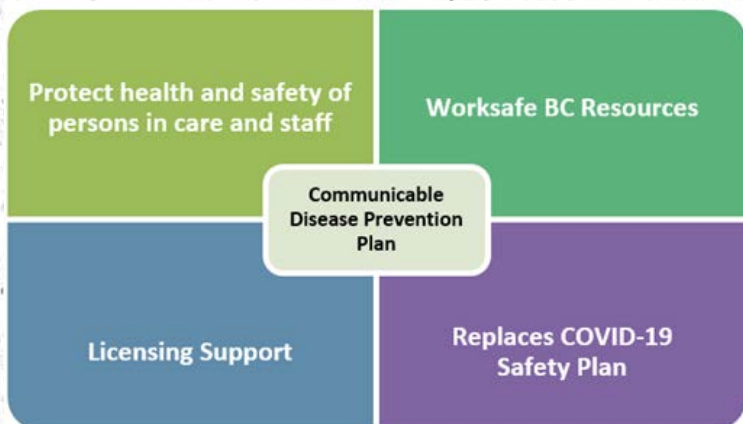 Protect health and safety of
persons in care and staff
Worksafe BC Resources
Communicable
Disease Prevention
Plan
Licensing Support
Replaces COVID-19
Safety Plan